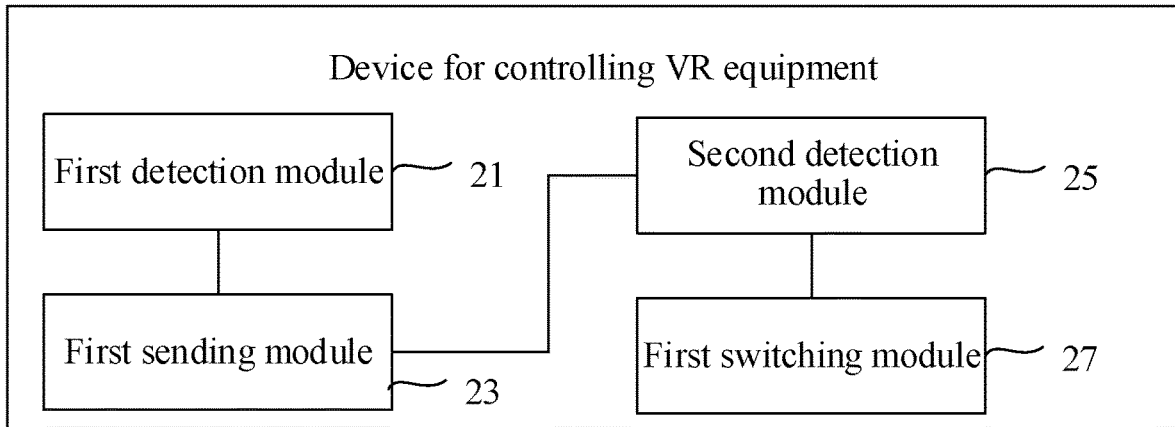 Device for controlling VR equipment
First detection module
21
First sending module
23
Second detection
module
25
First switching module
27